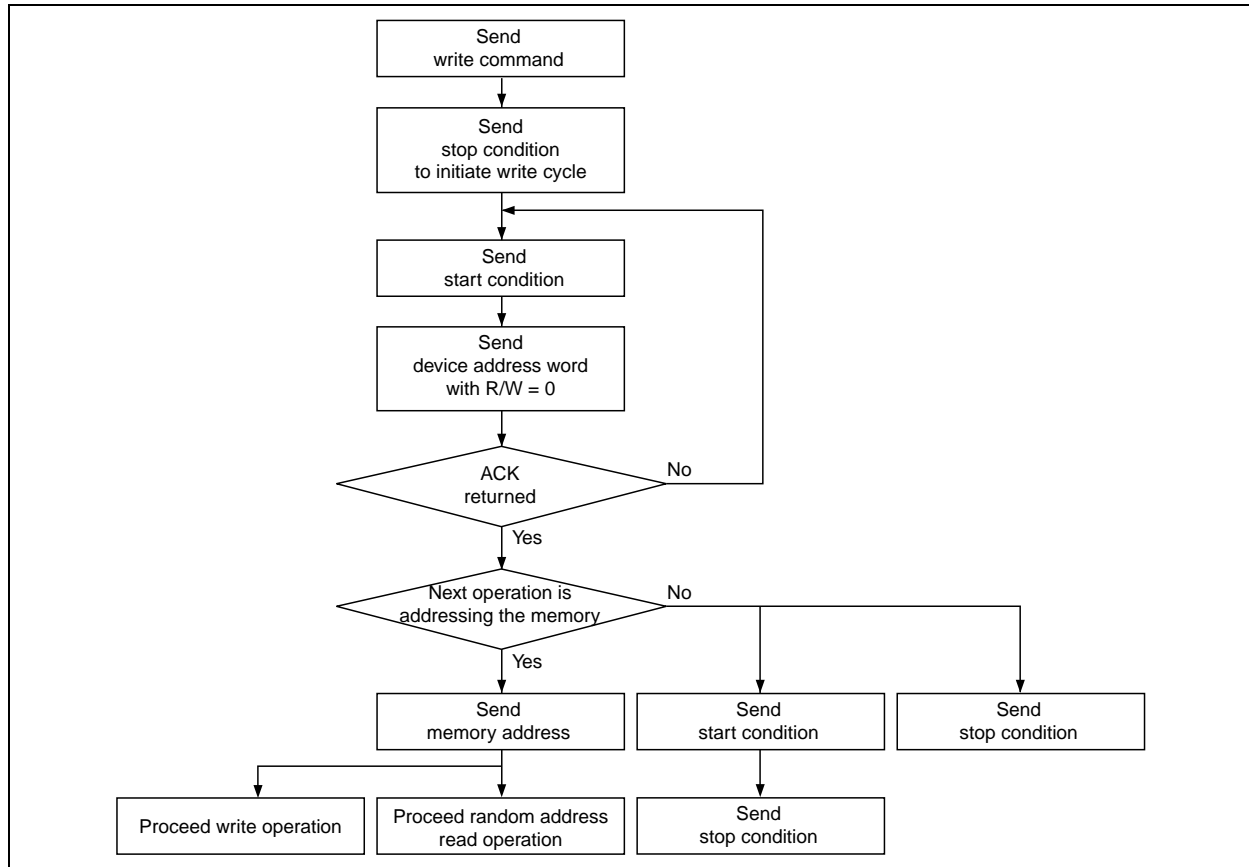 Send
write command
Send
stop condition
to initiate write cycle
Send
start condition
Send
device address word
with R/W = 0
ACK
returned
No
Yes
Next operation is
addressing the memory
No
Yes
Send
memory address
Send
start condition
Send
stop condition
Proceed write operation
Proceed random address
read operation
Send
stop condition